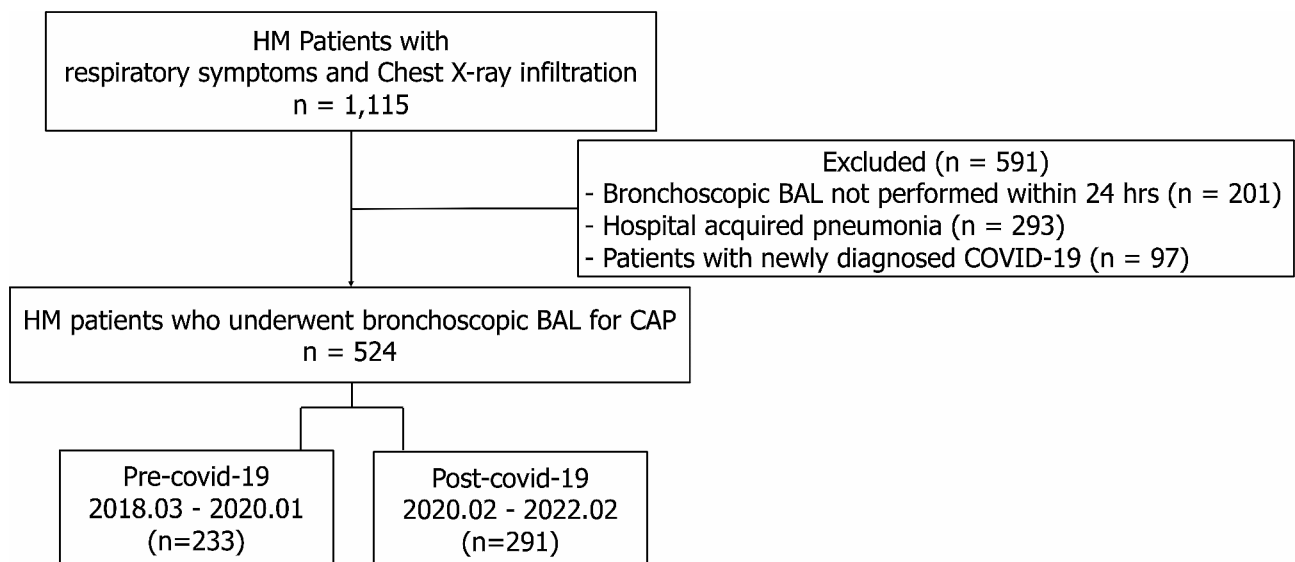 HM Patients with
respiratory symptoms and Chest X-ray infiltration
n = 1,115
Excluded (n = 591)
- Bronchoscopic BAL not performed within 24 hrs (n = 201)
- Hospital acquired pneumonia (n = 293)
- Patients with newly diagnosed COVID-19 (n = 97)
HM patients who underwent bronchoscopic BAL for CAP
n = 524
Pre-covid-19
2018.03 - 2020.01
(n=233)
Post-covid-19
2020.02 - 2022.02
(n=291)